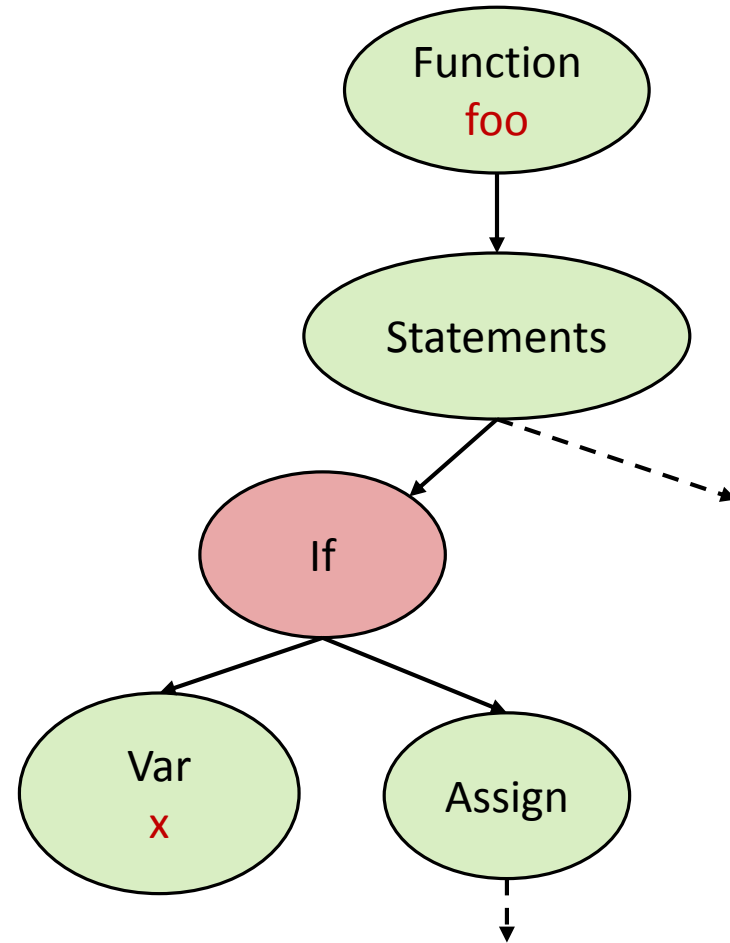 Function
foo
Statements
If
Var
x
Assign